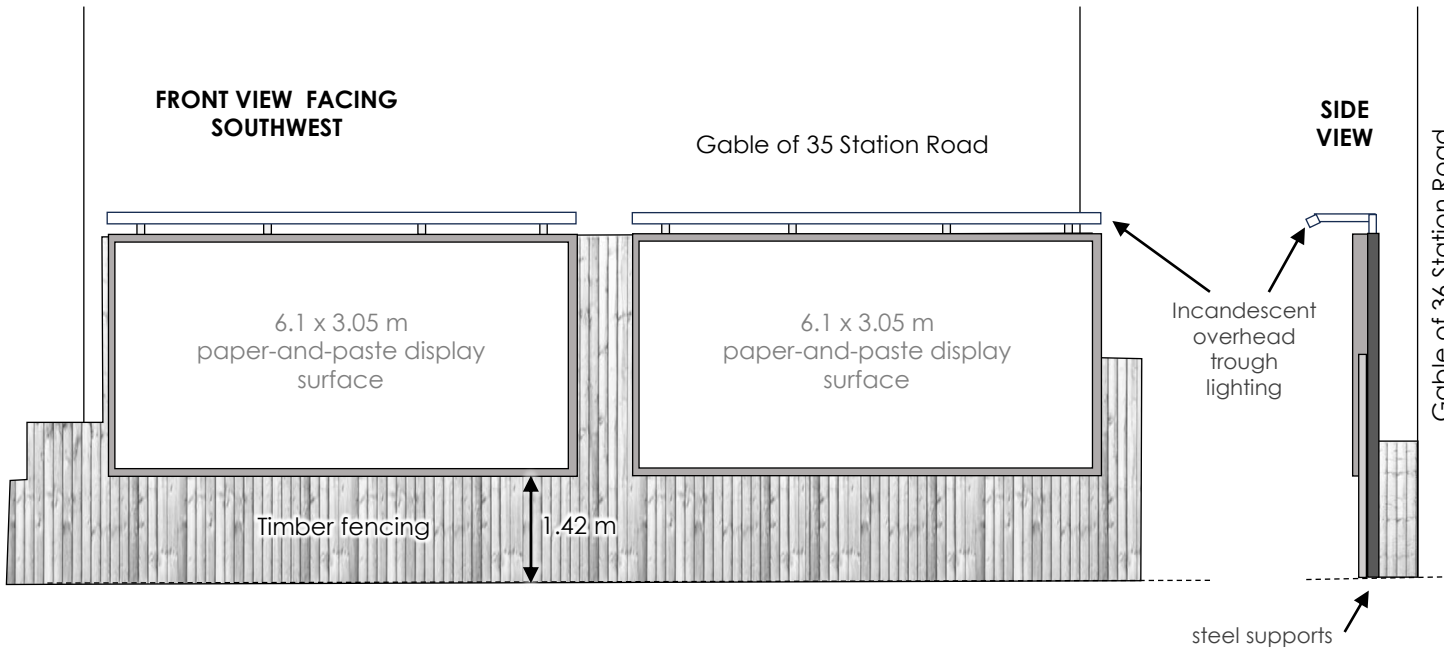 FRONT VIEW FACING
SOUTHWEST
Gable of 35 Station Road
SIDE
VIEW
Gable of 36 Station Road
6.1 x 3.05 m
paper-and-paste display
surface
6.1 x 3.05 m
paper-and-paste display
surface
Incandescent
overhead
trough
lighting
Timber fencing
1.42 m
steel supports